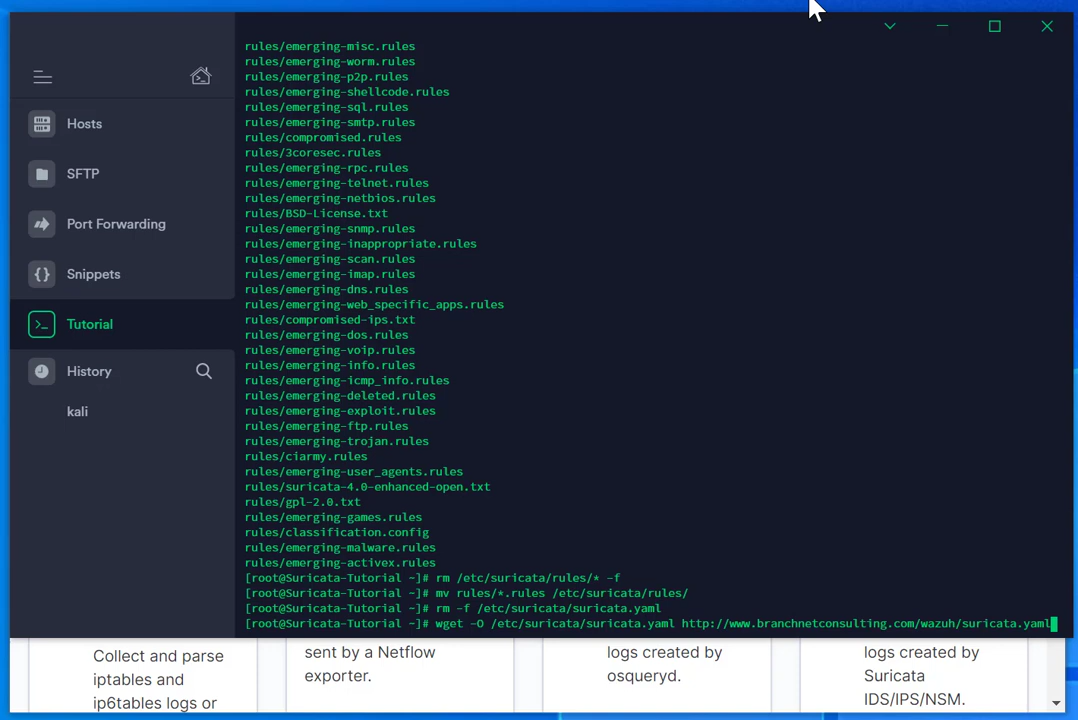 Hosts
SFTP
Port Forwarding
Snippets
Tutorial
History
kali
rules/emerging-misc.rules
rules/emerging-worm.rules
rules/emerging-p2p.rules
rules/emerging-shellcode.rules
rules/emerging-sql.rules
rules/emerging-smtp.rules
rules/compromised.rules
rules/3coresec.rules
rules/emerging-rpc.rules
rules/emerging-telnet.rules
rules/emerging-netbios.rules
rules/BSD-License.txt
rules/emerging-snmp.rules
rules/emerging-inappropriate.rules
rules/emerging-scan.rules
rules/emerging-imap.rules
rules/emerging-dns.rules
rules/emerging-web_specific_apps.rules
rules/compromised-ips.txt
rules/emerging-dos.rules
rules/emerging-voip.rules
rules/emerging-info.rules
rules/emerging-icmp_info.rules
rules/emerging-deleted.rules
rules/emerging-exploit.rules
rules/emerging-ftp.rules
rules/emerging-trojan.rules
rules/ciarmy.rules
rules/emerging-user_agents.rules
rules/suricata-4.0-enhanced-open.txt
rules/gpl-2.0.txt
rules/emerging-games.rules
rules/classification.config
rules/emerging-malware.rules
rules/emerging-activex.rules
[root@Suricata-Tutorial ~]# rm /etc/suricata/rules/* -f
[root@Suricata-Tutorial ~]# mv rules/*.rules /etc/suricata/rules/
[root@Suricata-Tutorial ~]# rm -f /etc/suricata/suricata.yaml
[root@Suricata-Tutorial ~]# wget -O /etc/suricata/suricata.yaml http://www.branchnetconsulting.com/wazuh/suricata.yaml
Collect and parse
iptables and
ip6tables logs or
sent by a Netflow
exporter.
logs created by
osqueryd.
logs created by
Suricata
IDS/IPS/NSM.